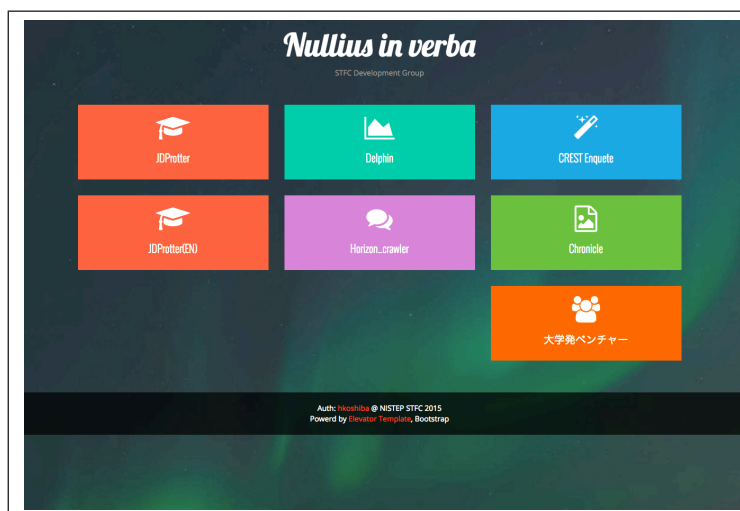 Nullius in verba
STFC Development Group
JDProtter
Delphin
CREST Enquete
JDProtter(EN)
Horizon_crawler
Chronicle
大学発ベンチャー
Auth: hkoshiba @ NISTEP STFC 2015
Powerd by Elevator Template, Bootstrap